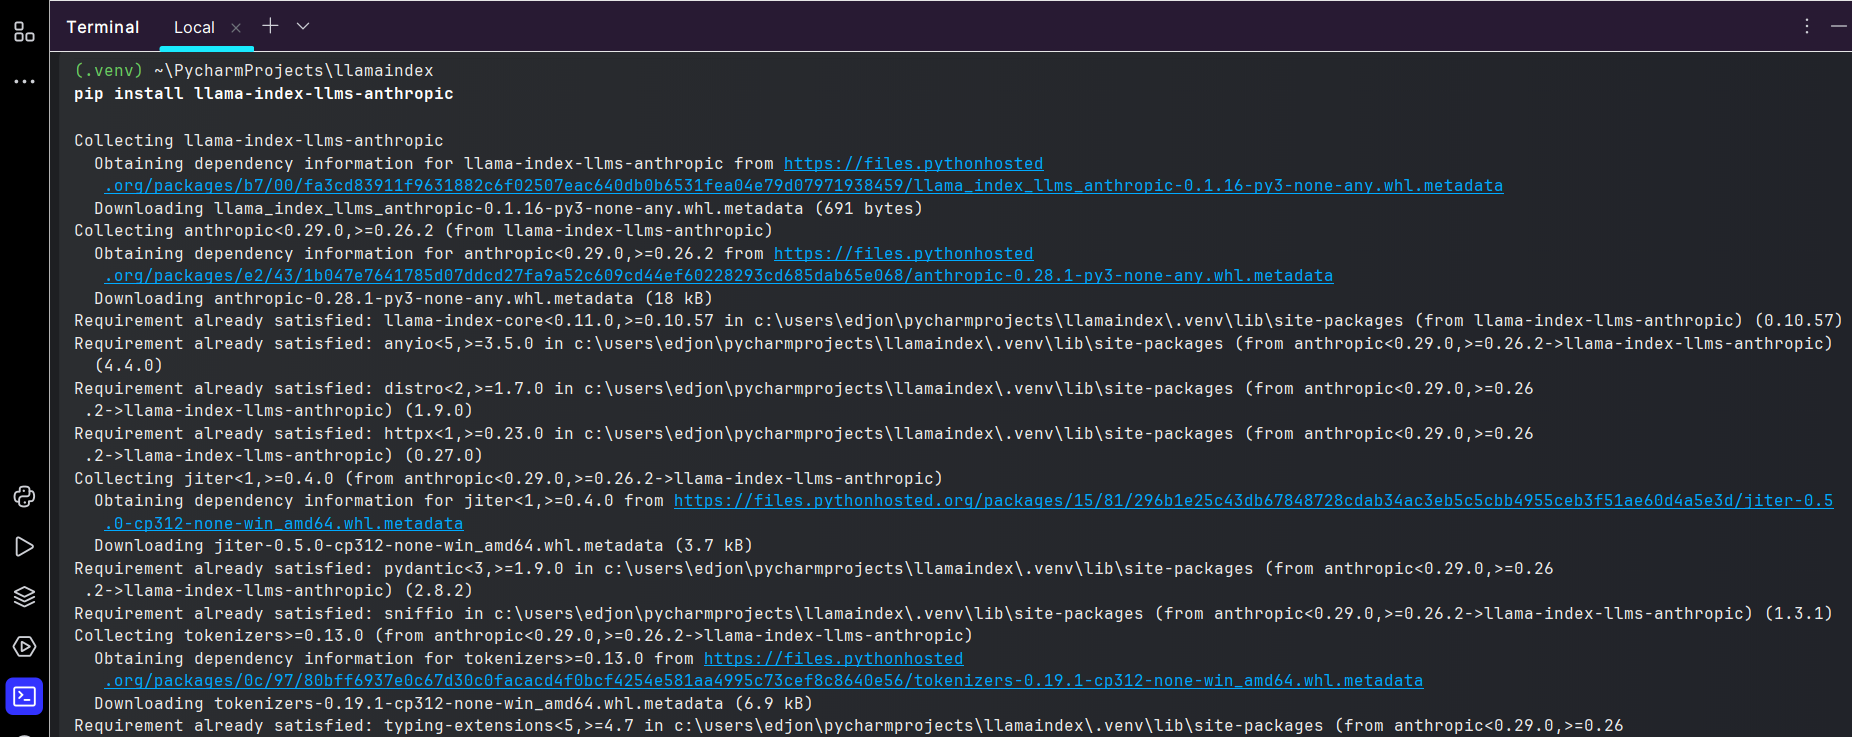 Terminal Local
(.venv) ~\PycharmProjects\llamaindex
pip install llama-index-llms-anthropic
Collecting llama-index-llms-anthropic
Obtaining dependency information for llama-index-llms-anthropic from https://files.pythonhosted
.org/packages/b7/00/fa3cd83911f9631882c6f02507eac640db0b6531fea04e79d07971938459/llama_index_llms_anthropic-0.1.16-py3-none-any.whl.metadata
Downloading llama_index_llms_anthropic-0.1.16-py3-none-any.whl.metadata (691 bytes)
Collecting anthropic<0.29.0,>=0.26.2 (from llama-index-llms-anthropic)
Obtaining dependency information for anthropic<0.29.0,>=0.26.2 from https://files.pythonhosted
.org/packages/e2/43/1b047e7641785d07ddcd27fa9a52c609cd44ef60228293cd685dab65e068/anthropic-0.28.1-py3-none-any.whl.metadata
Downloading anthropic-0.28.1-py3-none-any.whl.metadata (18 kB)
Requirement already satisfied: llama-index-core<0.11.0,>=0.10.57 in c:\users\edjon\pycharmprojects\llamaindex\.venv\lib\site-packages (from llama-index-llms-anthropic) (0.10.57)
Requirement already satisfied: anyio<5,>=3.5.0 in c:\users\edjon\pycharmprojects\llamaindex\.venv\lib\site-packages (from anthropic<0.29.0,>=0.26.2->llama-index-llms-anthropic)
(4.4.0)
Requirement already satisfied: distro<2,>=1.7.0 in c:\users\edjon\pycharmprojects\llamaindex\.venv\lib\site-packages (from anthropic<0.29.0,>=0.26
.2->llama-index-llms-anthropic) (1.9.0)
Requirement already satisfied: httpx<1,>=0.23.0 in c:\users\edjon\pycharmprojects\llamaindex\.venv\lib\site-packages (from anthropic<0.29.0,>=0.26
.2->llama-index-llms-anthropic) (0.27.0)
Collecting jiter<1,>=0.4.0 (from anthropic<0.29.0,>=0.26.2->llama-index-llms-anthropic)
Obtaining dependency information for jiter<1,>=0.4.0 from https://files.pythonhosted.org/packages/15/81/296b1e25c43db67848728cdab34ac3eb5c5cbb4955ceb3f51ae60d4a5e3d/jiter-0.5
.0-cp312-none-win_amd64.whl.metadata
Downloading jiter-0.5.0-cp312-none-win_amd64.whl.metadata (3.7 kB)
Requirement already satisfied: pydantic<3,>=1.9.0 in c:\users\edjon\pycharmprojects\llamaindex\.venv\lib\site-packages (from anthropic<0.29.0,>=0.26
.2->llama-index-llms-anthropic) (2.8.2)
Requirement already satisfied: sniffio in c:\users\edjon\pycharmprojects\llamaindex\.venv\lib\site-packages (from anthropic<0.29.0,>=0.26.2->llama-index-llms-anthropic) (1.3.1)
Collecting tokenizers>=0.13.0 (from anthropic<0.29.0,>=0.26.2->llama-index-llms-anthropic)
Obtaining dependency information for tokenizers>=0.13.0 from https://files.pythonhosted
.org/packages/0c/97/80bff6937e0c67d30c0facacd4f0bcf4254e581aa4995c73cef8c8640e56/tokenizers-0.19.1-cp312-none-win_amd64.whl.metadata
Downloading tokenizers-0.19.1-cp312-none-win_amd64.whl.metadata (6.9 kB)
Requirement already satisfied: typing-extensions<5,>=4.7 in c:\users\edjon\pycharmprojects\llamaindex\.venv\lib\site-packages (from anthropic<0.29.0,>=0.26